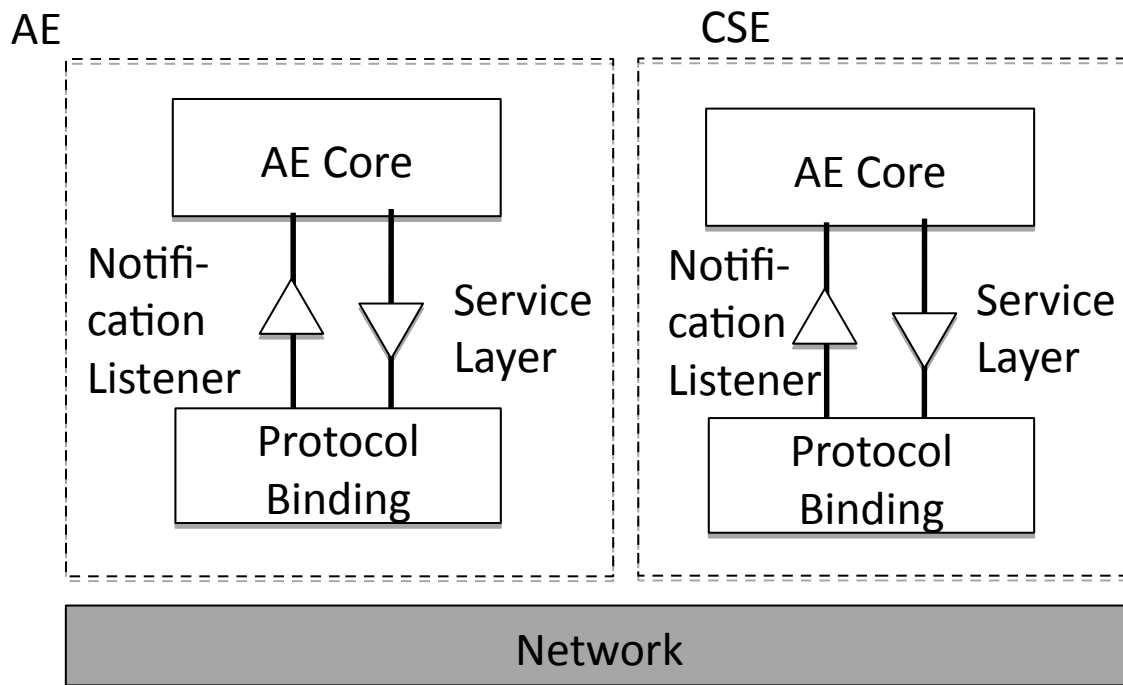 AE
CSE
AE Core
Notifi-
cation
Listener
Service
Layer
Protocol
Binding
AE Core
Notifi-
cation
Listener
Service
Layer
Protocol
Binding
Network